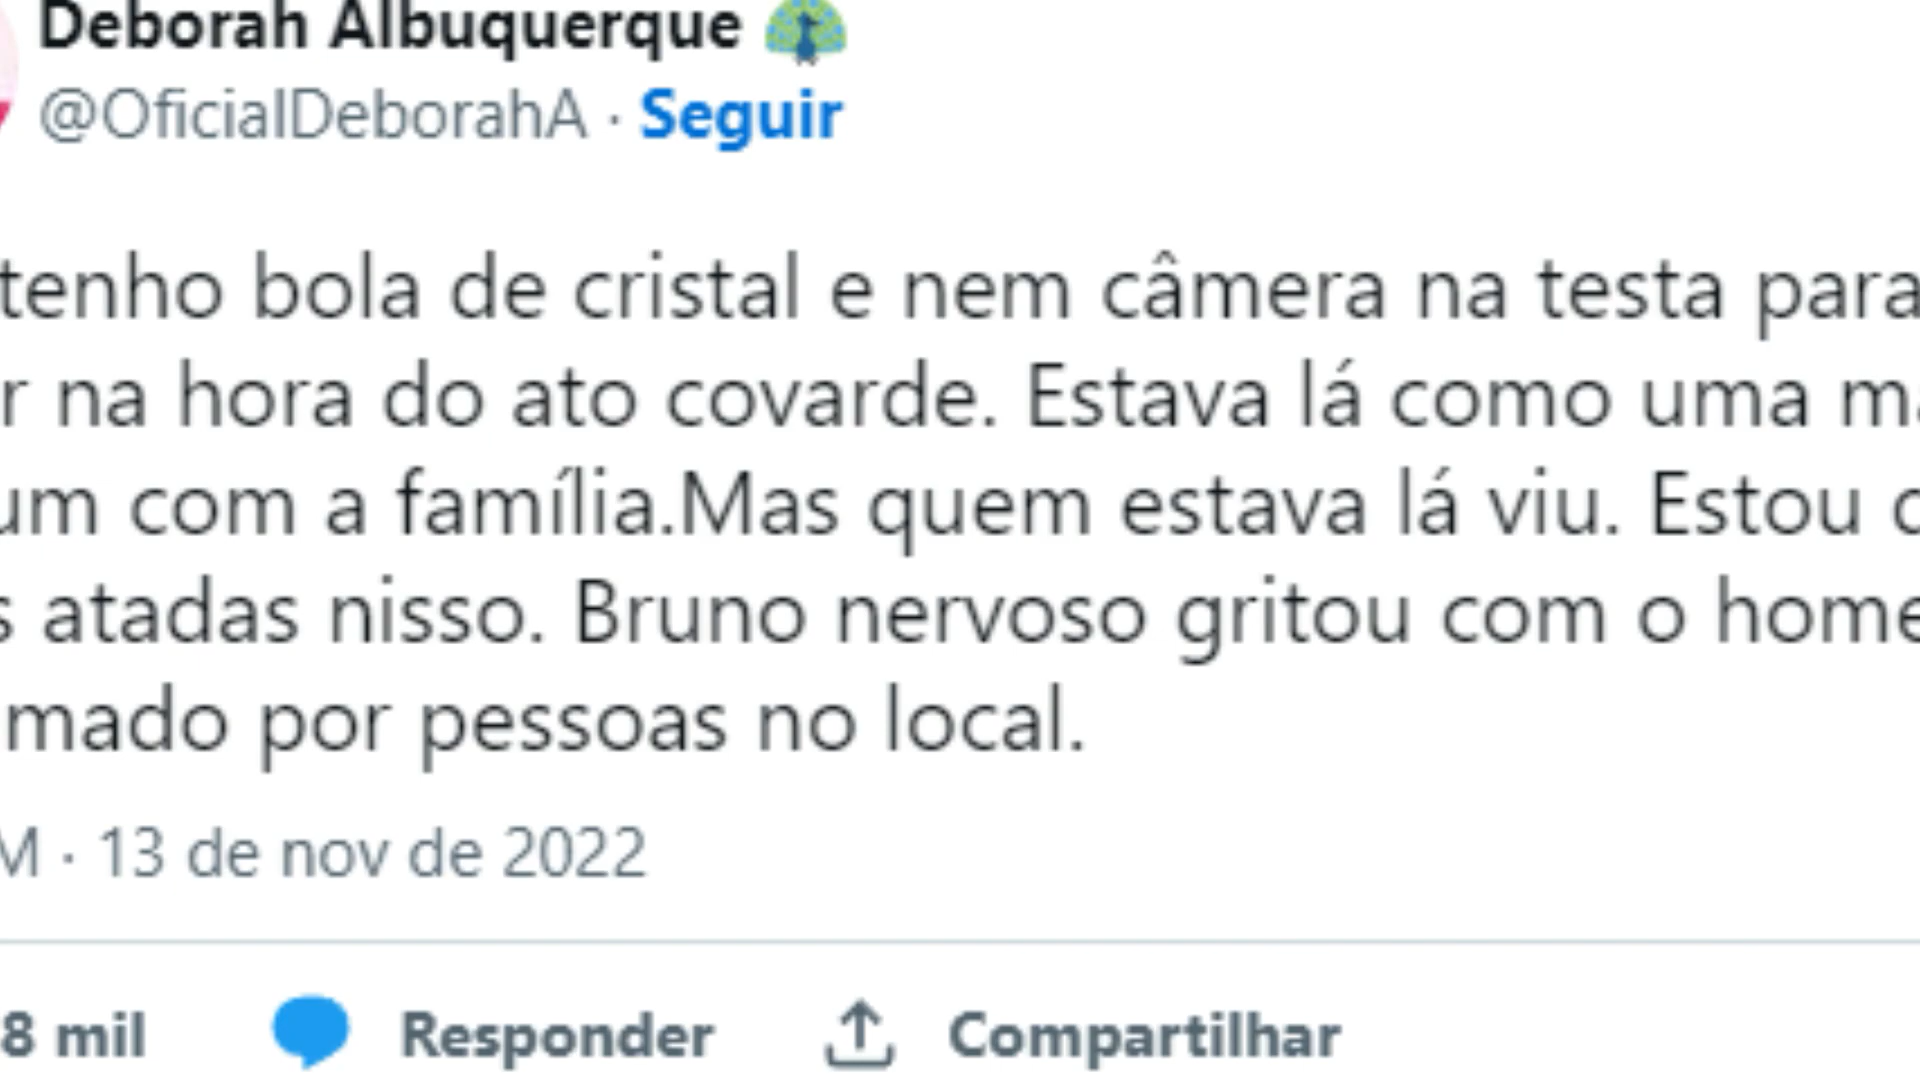 Deborah Albuquerque
@OficialDeborahA · Seguir
tenho bola de cristal e nem câmera na testa para
r na hora do ato covarde. Estava lá como uma ma
um com a família.Mas quem estava lá viu. Estou c
s atadas nisso. Bruno nervoso gritou com o home
mado por pessoas no local.
M · 13 de nov de 2022
8 mil Responder Compartilhar